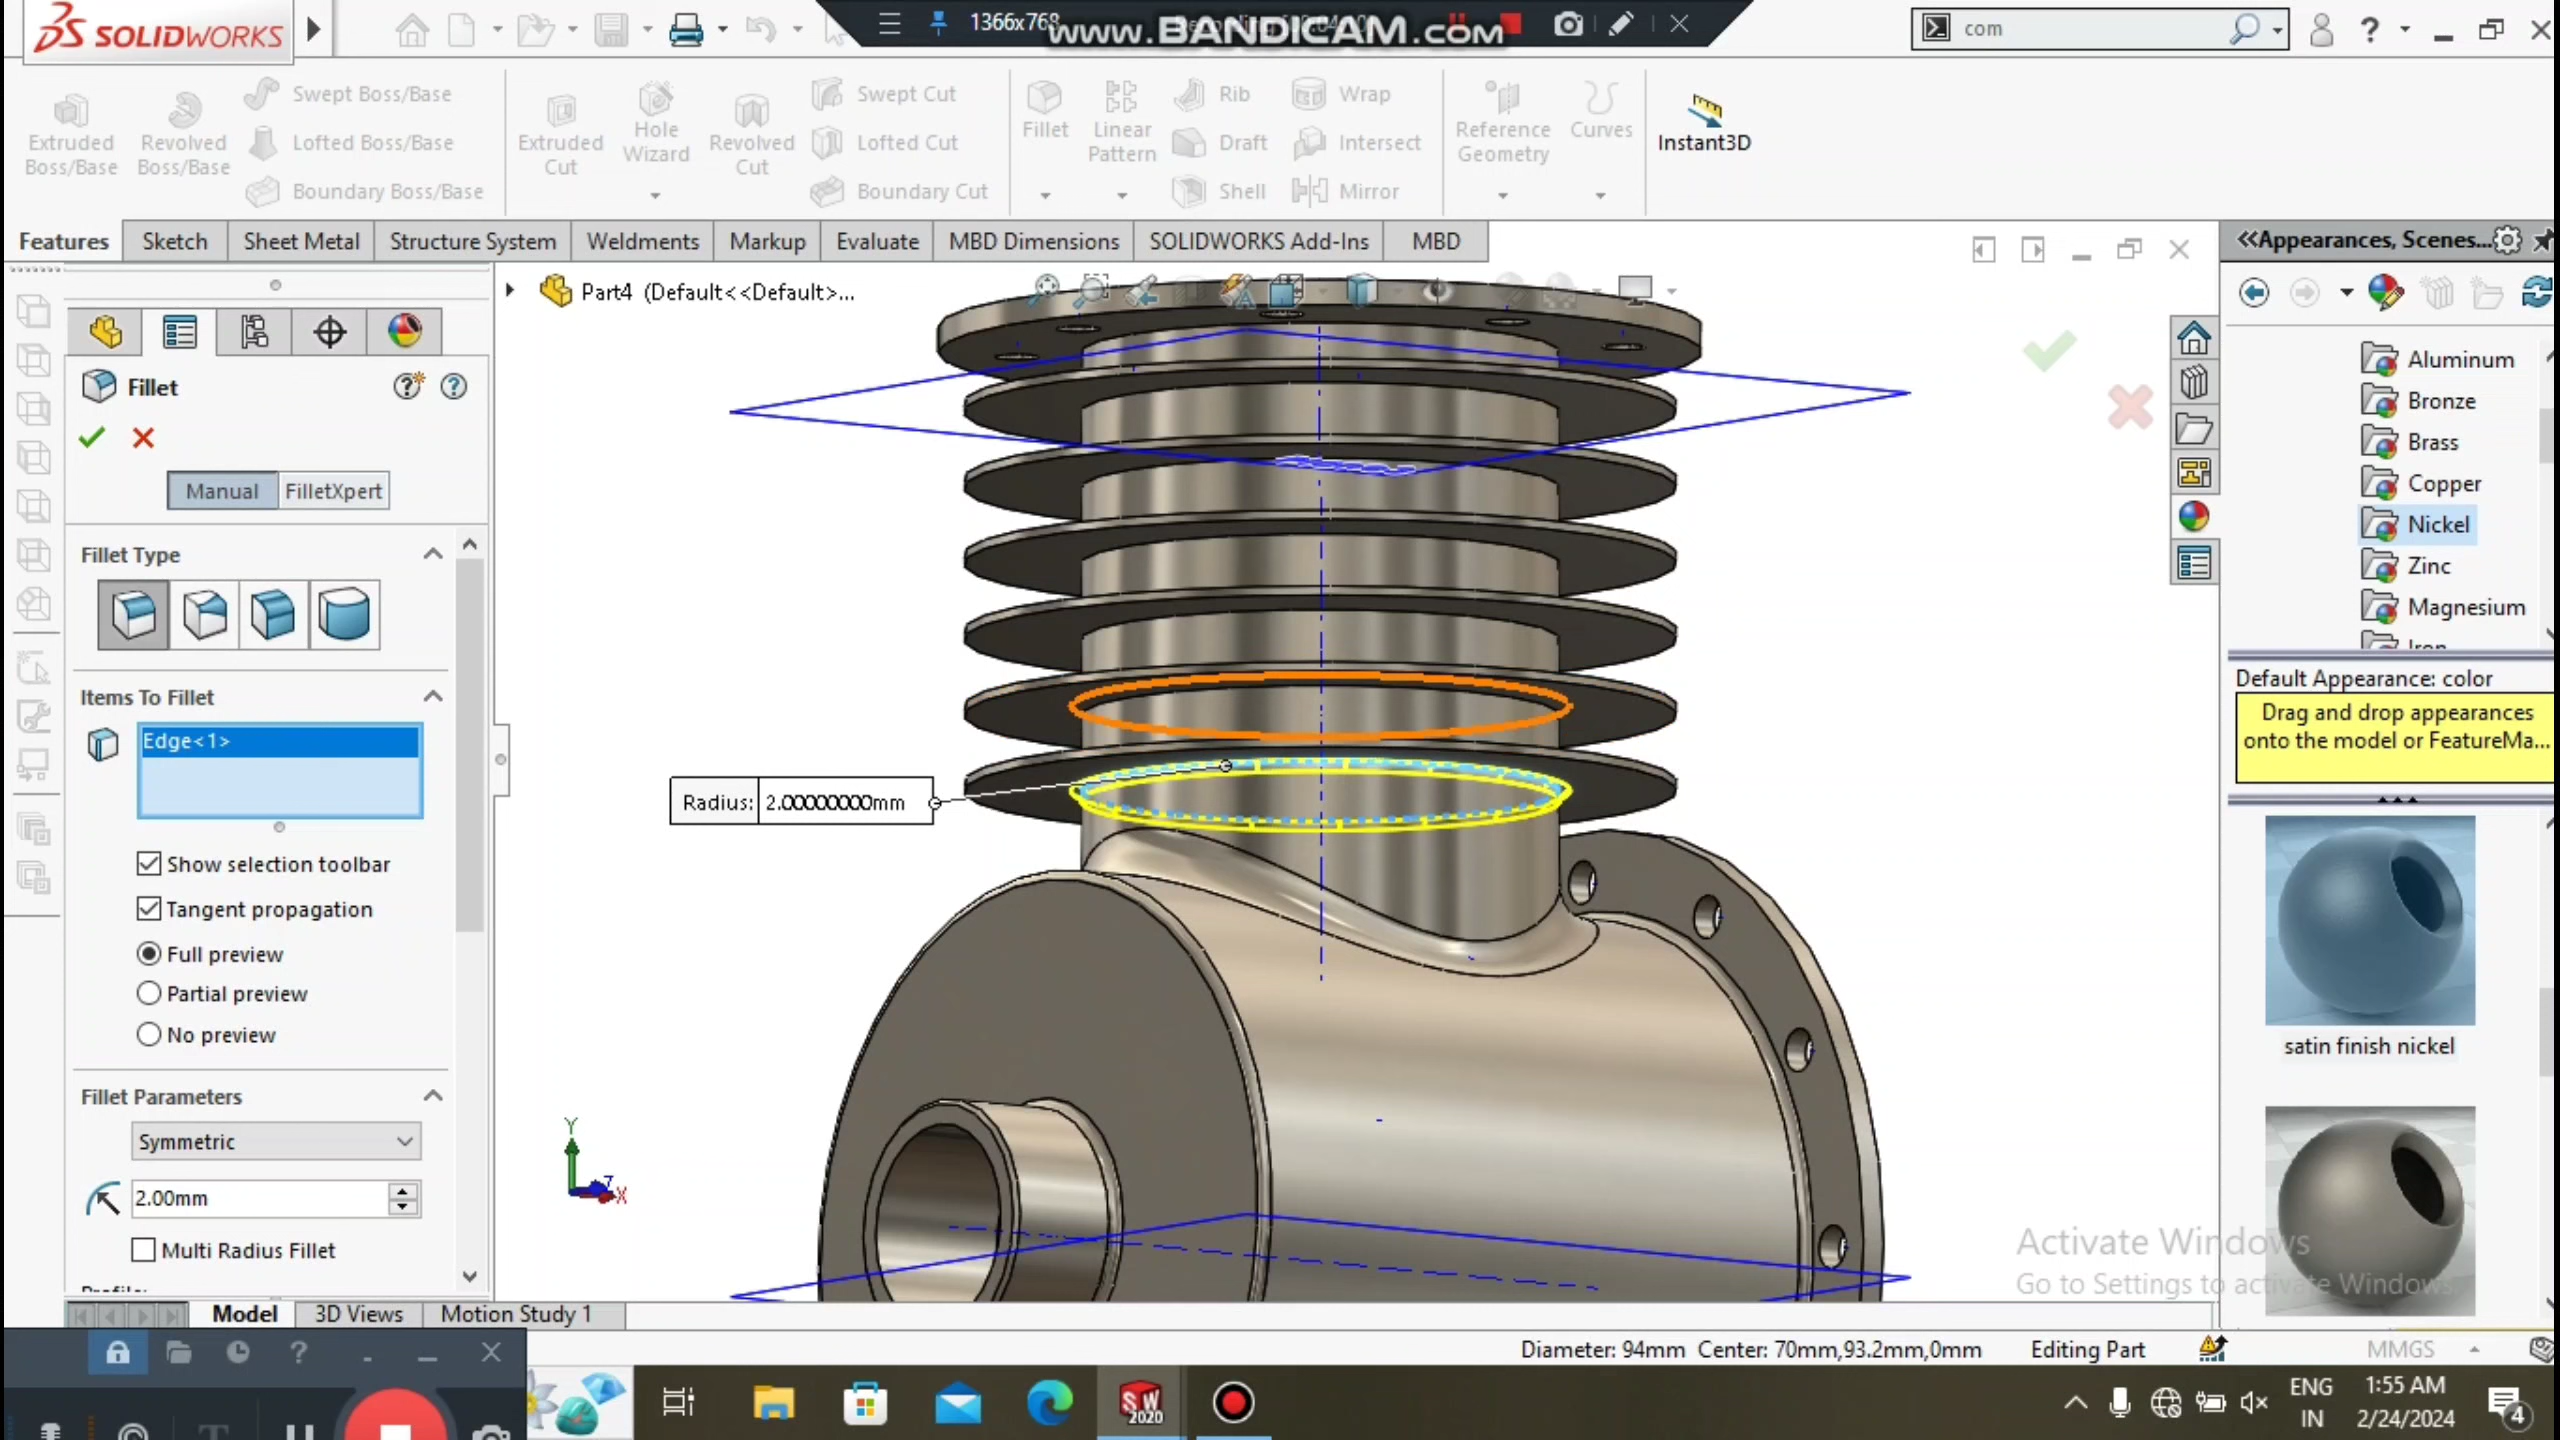 SOLIDWORKS
1366x768
www.BANDICAM.com
com
Extruded Boss/Base
Revolved Boss/Base
Swept Boss/Base
Lofted Boss/Base
Boundary Boss/Base
Extruded Cut
Hole Wizard
Revolved Cut
Swept Cut
Lofted Cut
Boundary Cut
Fillet
Linear Pattern
Rib
Draft
Shell
Wrap
Intersect
Mirror
Reference Geometry
Curves
Instant3D
Features
Sketch
Sheet Metal
Structure System
Weldments
Markup
Evaluate
MBD Dimensions
SOLIDWORKS Add-Ins
MBD
Appearances, Scenes...
Part4 (Default<<Default>...
Fillet
Manual
FilletXpert
Fillet Type
Items To Fillet
Edge<1>
Show selection toolbar
Tangent propagation
Full preview
Partial preview
No preview
Fillet Parameters
Symmetric
2.00mm
Multi Radius Fillet
Radius: 2.00000000mm
Y
Z
X
Aluminum
Bronze
Brass
Copper
Nickel
Zinc
Magnesium
Iron
Default Appearance: color
Drag and drop appearances
onto the model or FeatureMa...
satin finish nickel
Activate Windows
Go to Settings to activate Windows.
Model
3D Views
Motion Study 1
Diameter: 94mm Center: 70mm,93.2mm,0mm
Editing Part
MMGS
SW
2020
ENG
IN
1:55 AM
2/24/2024
4